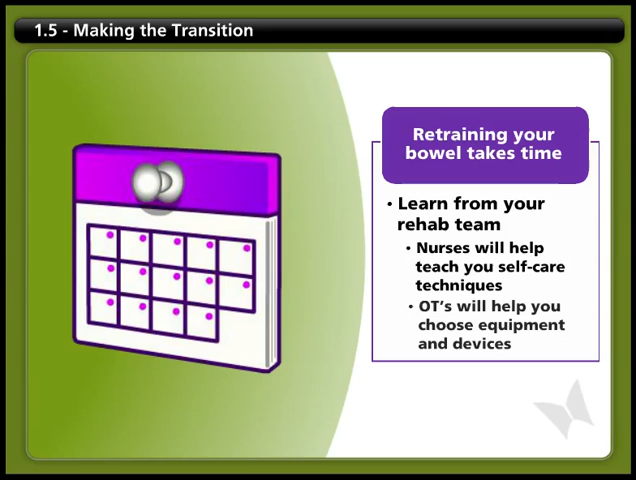 1.5 - Making the Transition
Retraining your
bowel takes time
• Learn from your
rehab team
• Nurses will help
teach you self-care
techniques
• OT's will help you
choose equipment
and devices